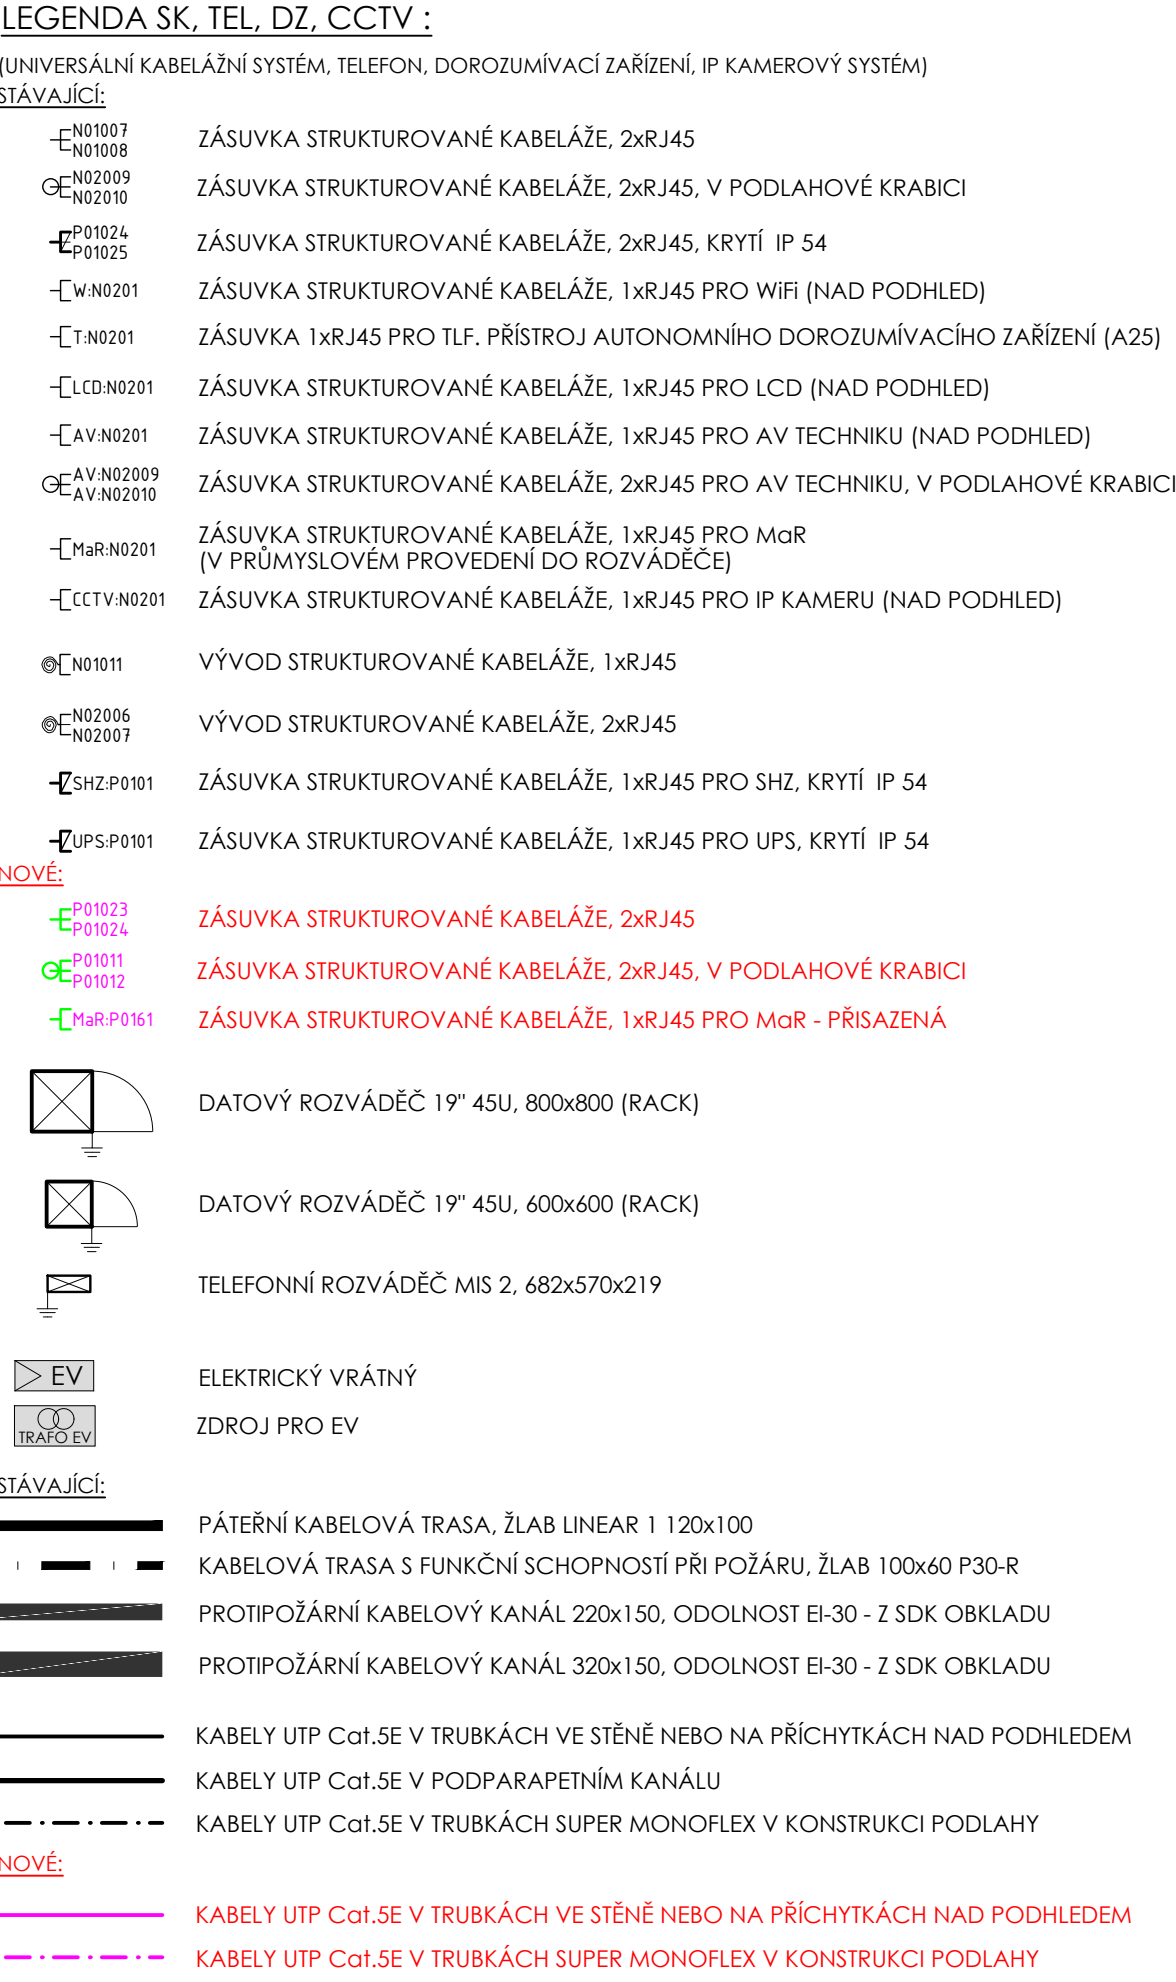 LEGENDA SK, TEL, DZ, CCTV :
(UNIVERSÁLNÍ KABELÁŽNÍ SYSTÉM, TELEFON, DOROZUMÍVACÍ ZAŘÍZENÍ, IP KAMEROVÝ SYSTÉM)
STÁVAJÍCÍ:
N01007
N01008
ZÁSUVKA STRUKTUROVANÉ KABELÁŽE, 2xRJ45
N02009
N02010
ZÁSUVKA STRUKTUROVANÉ KABELÁŽE, 2xRJ45, V PODLAHOVÉ KRABICI
P01024
P01025
ZÁSUVKA STRUKTUROVANÉ KABELÁŽE, 2xRJ45, KRYTÍ IP 54
W:N0201 ZÁSUVKA STRUKTUROVANÉ KABELÁŽE, 1xRJ45 PRO WiFi (NAD PODHLED)
T:N0201 ZÁSUVKA 1xRJ45 PRO TLF. PŘÍSTROJ AUTONOMNÍHO DOROZUMÍVACÍHO ZAŘÍZENÍ (A25)
LCD:N0201 ZÁSUVKA STRUKTUROVANÉ KABELÁŽE, 1xRJ45 PRO LCD (NAD PODHLED)
AV:N0201 ZÁSUVKA STRUKTUROVANÉ KABELÁŽE, 1xRJ45 PRO AV TECHNIKU (NAD PODHLED)
AV:N02009
AV:N02010
ZÁSUVKA STRUKTUROVANÉ KABELÁŽE, 2xRJ45 PRO AV TECHNIKU, V PODLAHOVÉ KRABICI
MaR:N0201 ZÁSUVKA STRUKTUROVANÉ KABELÁŽE, 1xRJ45 PRO MaR
(V PRŮMYSLOVÉM PROVEDENÍ DO ROZVÁDĚČE)
CCTV:N0201 ZÁSUVKA STRUKTUROVANÉ KABELÁŽE, 1xRJ45 PRO IP KAMERU (NAD PODHLED)
N01011 VÝVOD STRUKTUROVANÉ KABELÁŽE, 1xRJ45
N02006
N02007
VÝVOD STRUKTUROVANÉ KABELÁŽE, 2xRJ45
SHZ:P0101 ZÁSUVKA STRUKTUROVANÉ KABELÁŽE, 1xRJ45 PRO SHZ, KRYTÍ IP 54
UPS:P0101 ZÁSUVKA STRUKTUROVANÉ KABELÁŽE, 1xRJ45 PRO UPS, KRYTÍ IP 54
NOVÉ:
P01023
P01024
ZÁSUVKA STRUKTUROVANÉ KABELÁŽE, 2xRJ45
P01011
P01012
ZÁSUVKA STRUKTUROVANÉ KABELÁŽE, 2xRJ45, V PODLAHOVÉ KRABICI
MaR:P0161 ZÁSUVKA STRUKTUROVANÉ KABELÁŽE, 1xRJ45 PRO MaR - PŘISAZENÁ
DATOVÝ ROZVÁDĚČ 19" 45U, 800x800 (RACK)
DATOVÝ ROZVÁDĚČ 19" 45U, 600x600 (RACK)
TELEFONNÍ ROZVÁDĚČ MIS 2, 682x570x219
EV ELEKTRICKÝ VRÁTNÝ
TRAFO EV ZDROJ PRO EV
STÁVAJÍCÍ:
PÁTEŘNÍ KABELOVÁ TRASA, ŽLAB LINEAR 1 120x100
KABELOVÁ TRASA S FUNKČNÍ SCHOPNOSTÍ PŘI POŽÁRU, ŽLAB 100x60 P30-R
PROTIPOŽÁRNÍ KABELOVÝ KANÁL 220x150, ODOLNOST EI-30 - Z SDK OBKLADU
PROTIPOŽÁRNÍ KABELOVÝ KANÁL 320x150, ODOLNOST EI-30 - Z SDK OBKLADU
KABELY UTP Cat.5E V TRUBKÁCH VE STĚNĚ NEBO NA PŘÍCHYTKÁCH NAD PODHLEDEM
KABELY UTP Cat.5E V PODPARAPETNÍM KANÁLU
KABELY UTP Cat.5E V TRUBKÁCH SUPER MONOFLEX V KONSTRUKCI PODLAHY
NOVÉ:
KABELY UTP Cat.5E V TRUBKÁCH VE STĚNĚ NEBO NA PŘÍCHYTKÁCH NAD PODHLEDEM
KABELY UTP Cat.5E V TRUBKÁCH SUPER MONOFLEX V KONSTRUKCI PODLAHY